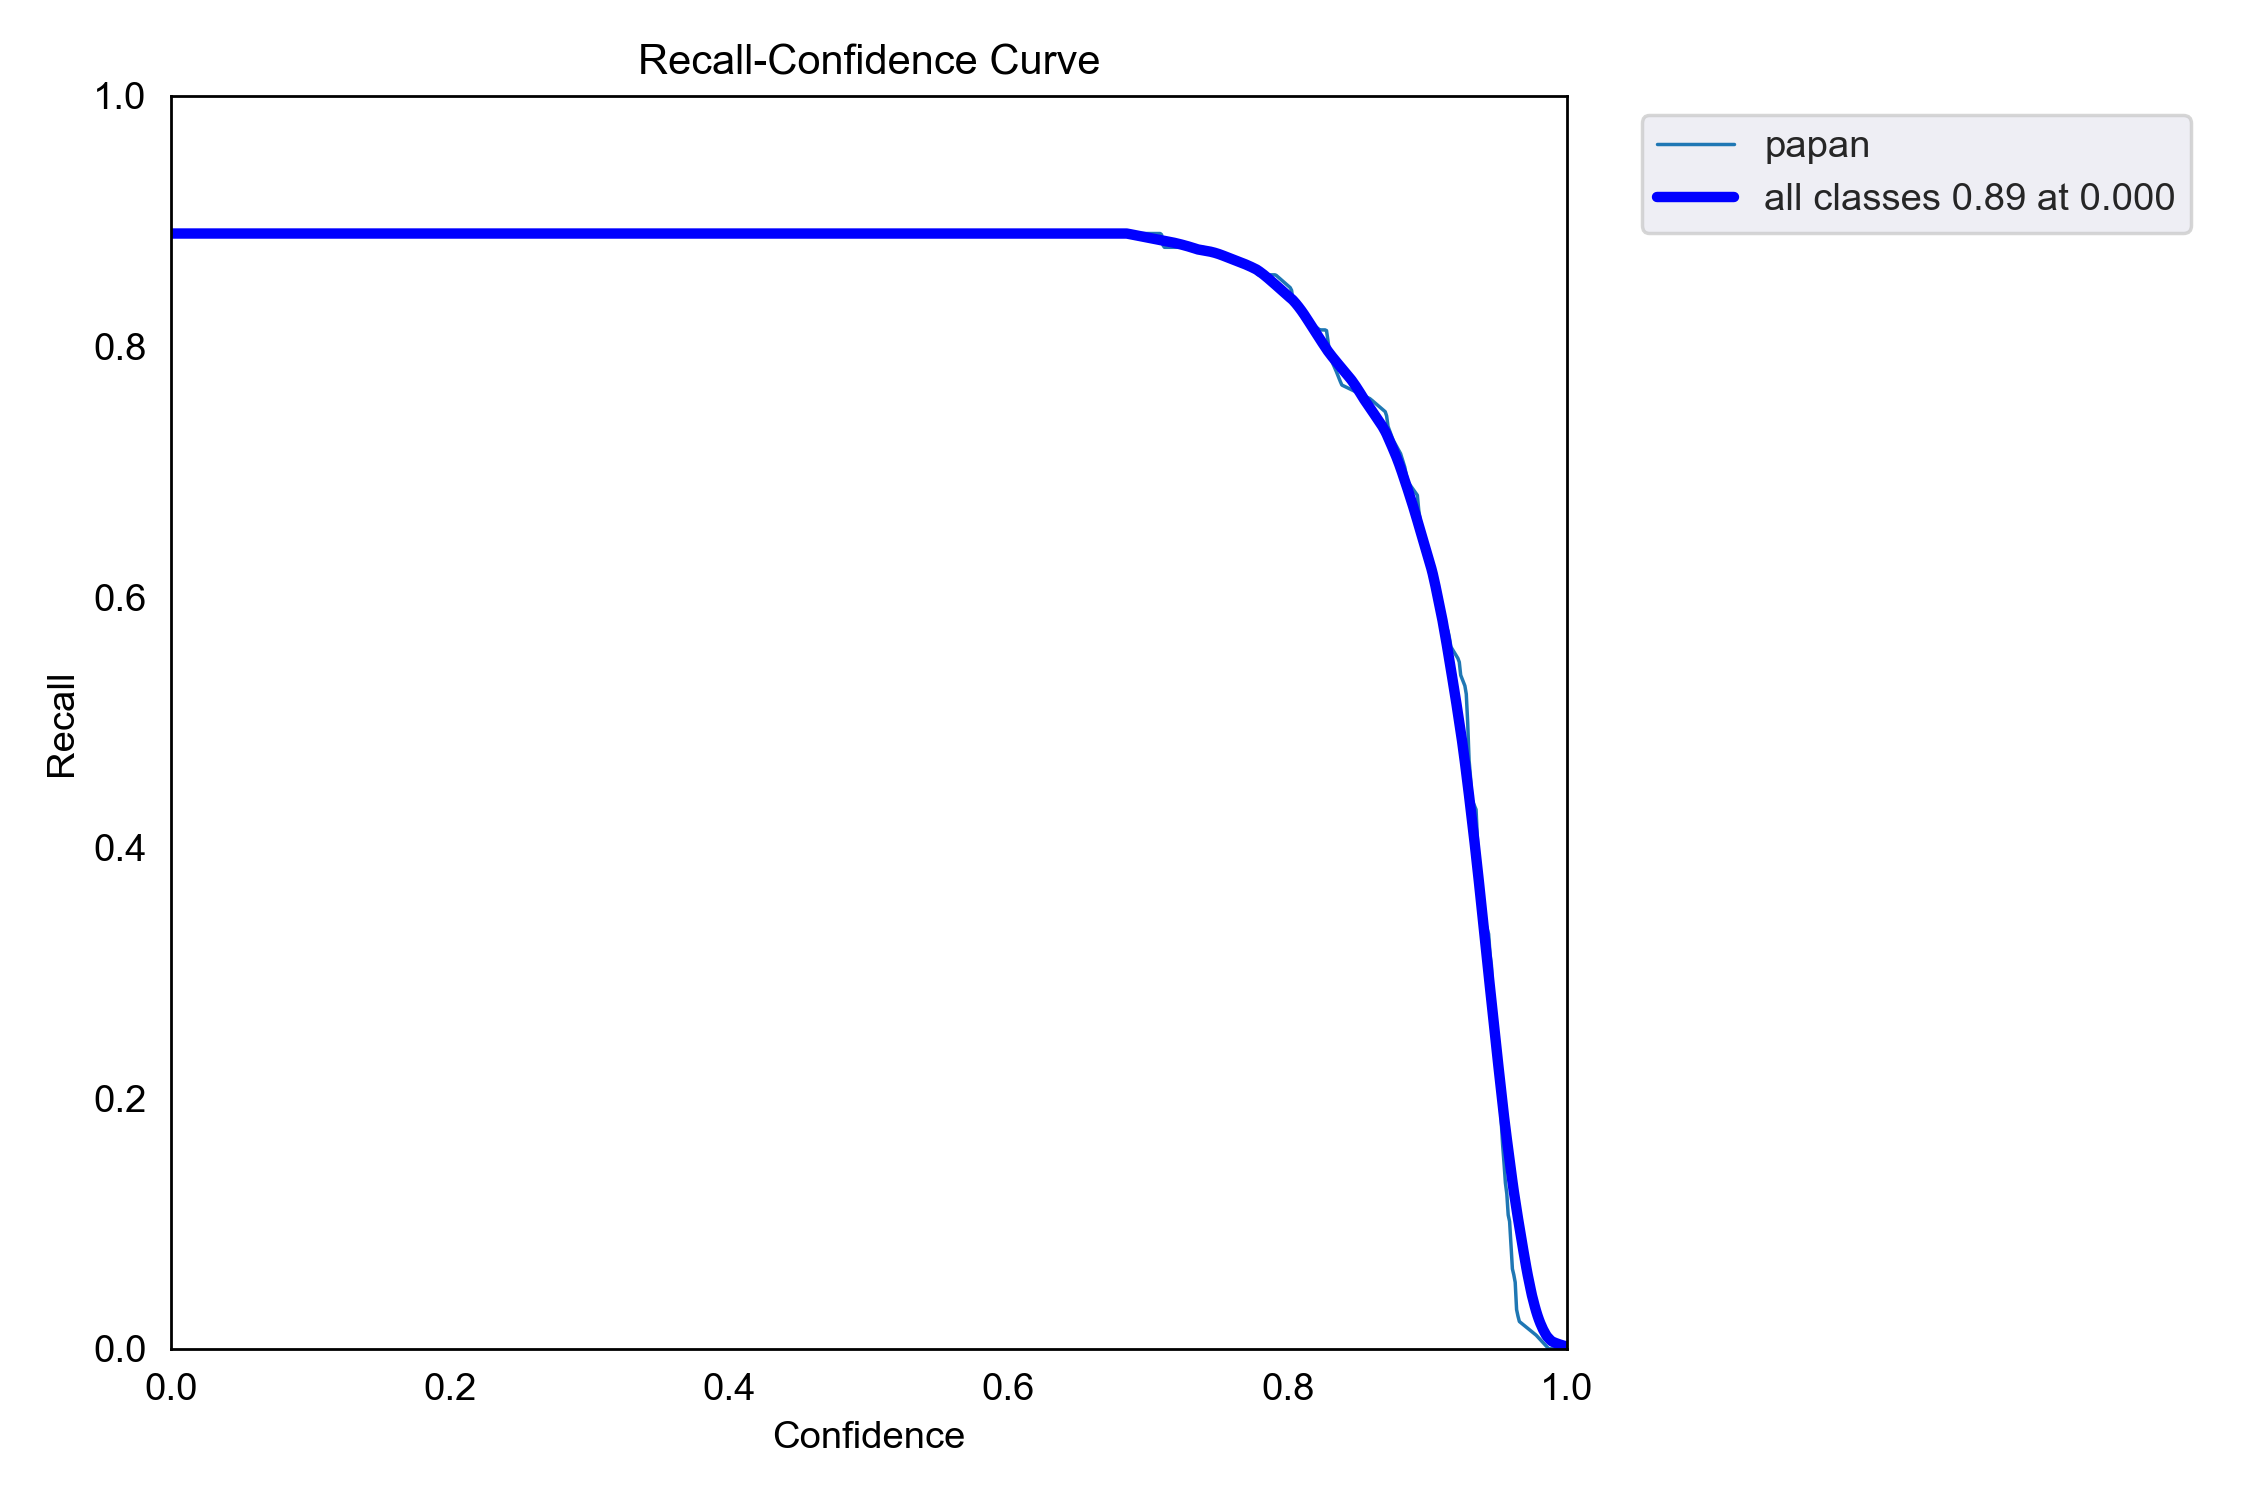 Recall-Confidence Curve
1.0
0.8
0.6
0.4
0.2
0.0
Recall
0.0 0.2 0.4 0.6 0.8 1.0
Confidence
papan
all classes 0.89 at 0.000